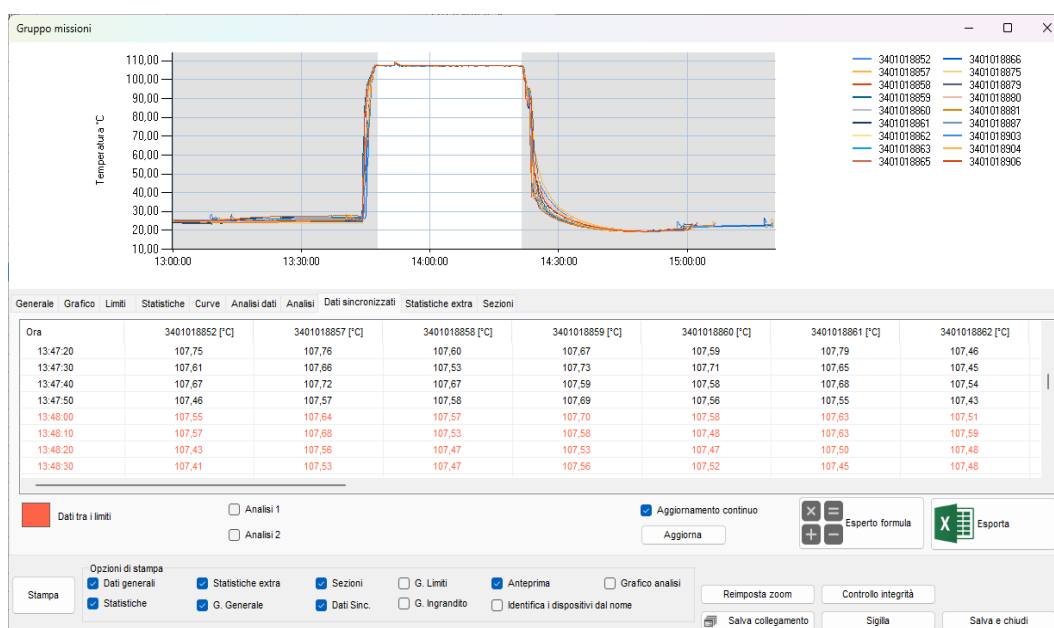 Gruppo missioni
110,00
100,00
90,00
80,00
70,00
60,00
50,00
40,00
30,00
20,00
10,00
Temperatura °C
13:00:00 13:30:00 14:00:00 14:30:00 15:00:00
3401018852 3401018866
3401018857 3401018875
3401018858 3401018879
3401018859 3401018880
3401018860 3401018881
3401018861 3401018887
3401018862 3401018903
3401018863 3401018904
3401018865 3401018906
Generale Grafico Limiti Statistiche Curve Analisi dati Analisi Dati sincronizzati Statistiche extra Sezioni
Ora 3401018852 [°C] 3401018857 [°C] 3401018858 [°C] 3401018859 [°C] 3401018860 [°C] 3401018861 [°C] 3401018862 [°C]
13:47:20 107,75 107,76 107,60 107,67 107,59 107,79 107,46
13:47:30 107,61 107,66 107,53 107,73 107,71 107,65 107,45
13:47:40 107,67 107,72 107,67 107,59 107,58 107,68 107,54
13:47:50 107,46 107,57 107,58 107,69 107,56 107,55 107,43
13:48:00 107,55 107,64 107,57 107,70 107,58 107,63 107,51
13:48:10 107,57 107,68 107,53 107,58 107,48 107,63 107,59
13:48:20 107,43 107,56 107,47 107,53 107,47 107,50 107,48
13:48:30 107,41 107,53 107,47 107,56 107,52 107,45 107,48
Dati tra i limiti
Analisi 1
Analisi 2
Aggiornamento continuo
Aggiorna
Esperto formula
Esporta
Stampa
Opzioni di stampa
Dati generali Statistiche extra Sezioni G. Limiti Anteprima Grafico analisi
Statistiche G. Generale Dati Sinc. G. Ingrandito Identifica i dispositivi dal nome
Reimposta zoom Controllo integrità
Salva collegamento Sigilla Salva e chiudi